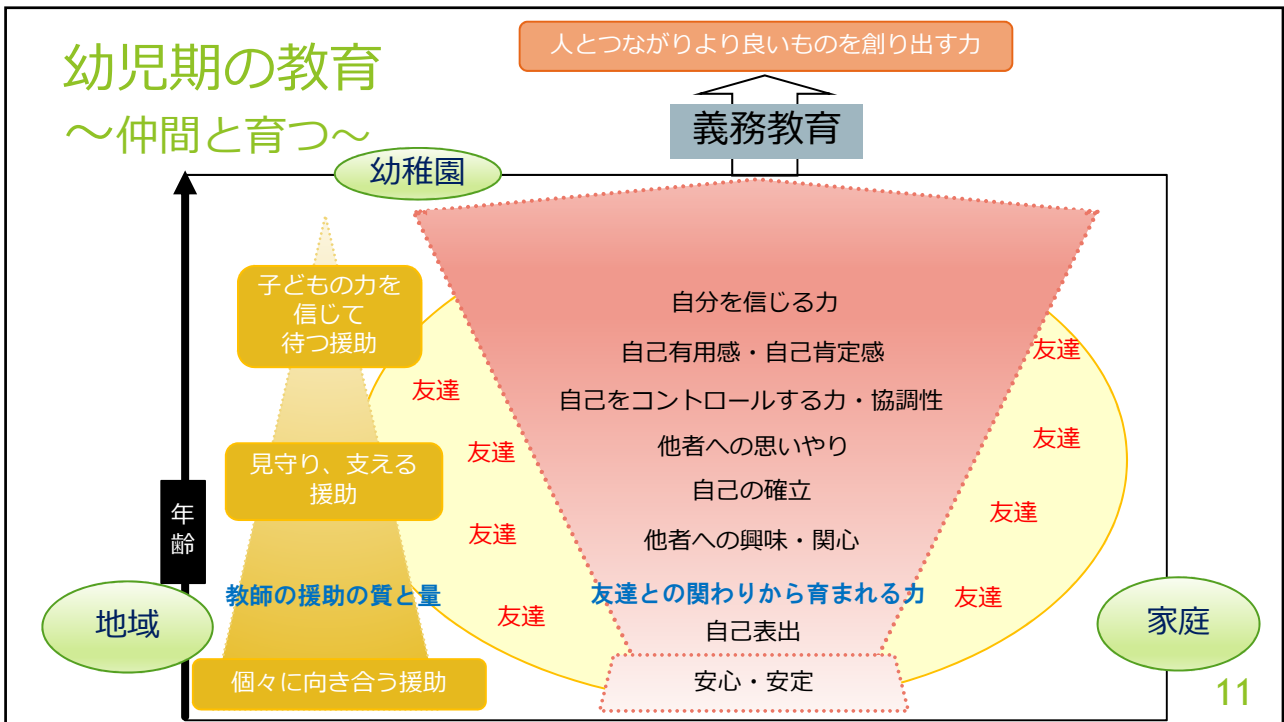 幼児期の教育
～仲間と育つ～
人とつながりより良いものを創り出す力
義務教育
幼稚園
子どもの力を
信じて
待つ援助
見守り、支える
援助
教師の援助の質と量
個々に向き合う援助
年
齢
地域
友達
友達
友達
友達
自分を信じる力
自己有用感・自己肯定感
自己をコントロールする力・協調性
他者への思いやり
自己の確立
他者への興味・関心
友達との関わりから育まれる力
自己表出
安心・安定
友達
友達
友達
友達
家庭
11